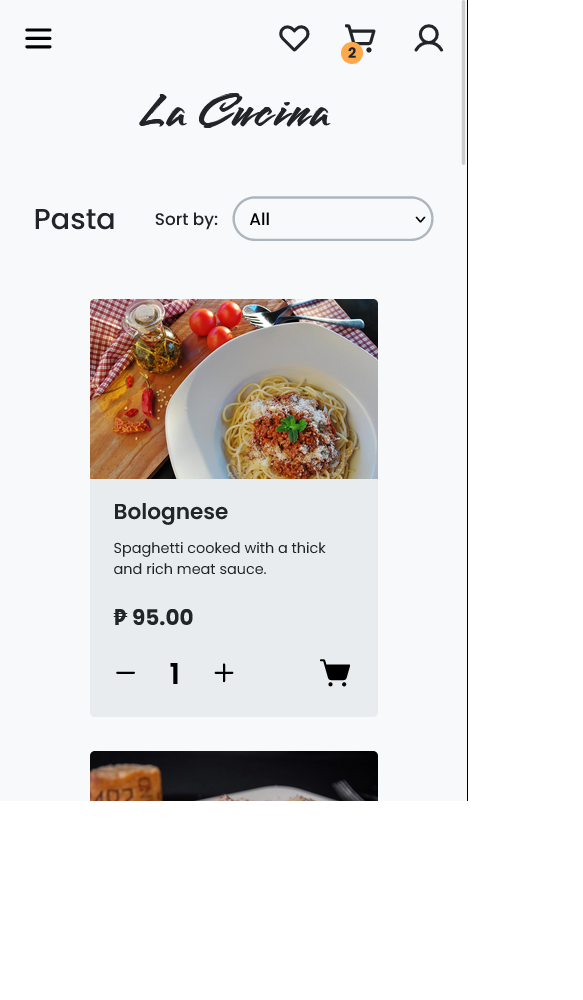 2
La Cucina
Pasta
Sort by:
All
Bolognese
Spaghetti cooked with a thick
and rich meat sauce.
₱ 95.00
1